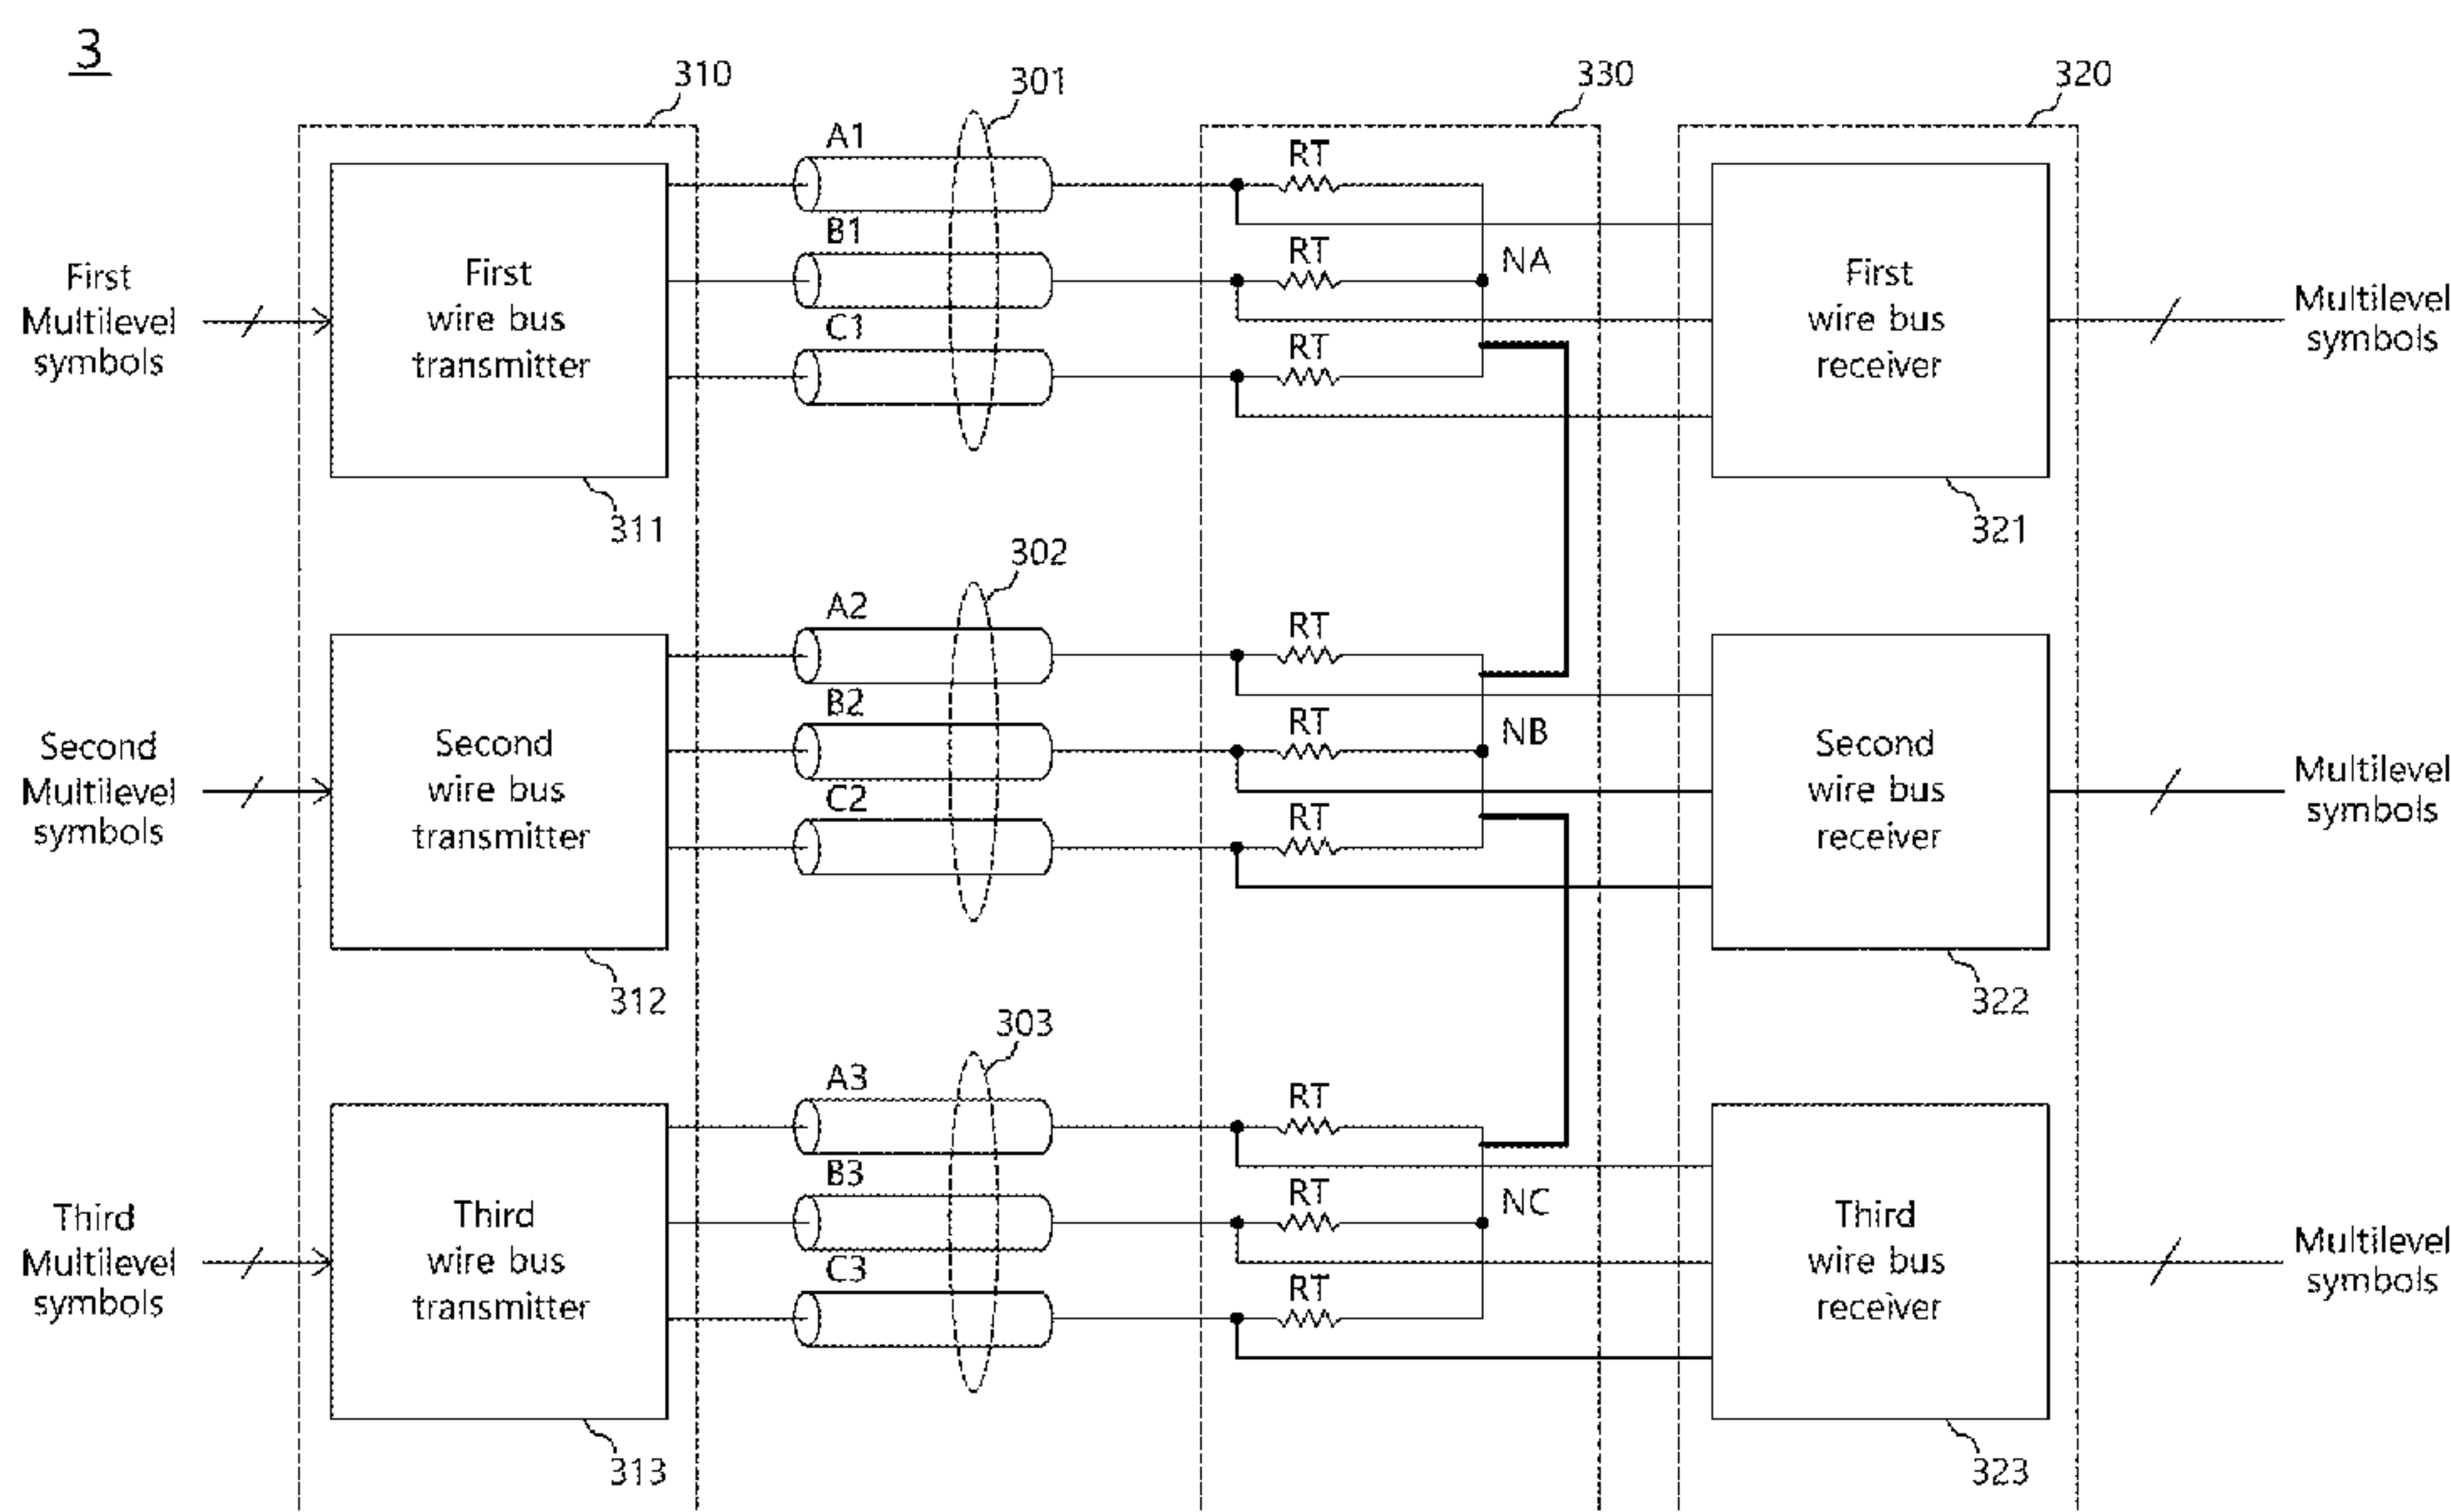 3
310
301
330
320
A1
RT
B1
RT
NA
C1
RT
First
Multilevel
symbols
First
wire bus
transmitter
First
wire bus
receiver
Multilevel
symbols
311
321
302
A2
RT
B2
RT
NB
C2
RT
Second
Multilevel
symbols
Second
wire bus
transmitter
Second
wire bus
receiver
Multilevel
symbols
312
322
303
A3
RT
B3
RT
NC
C3
RT
Third
Multilevel
symbols
Third
wire bus
transmitter
Third
wire bus
receiver
Multilevel
symbols
313
323